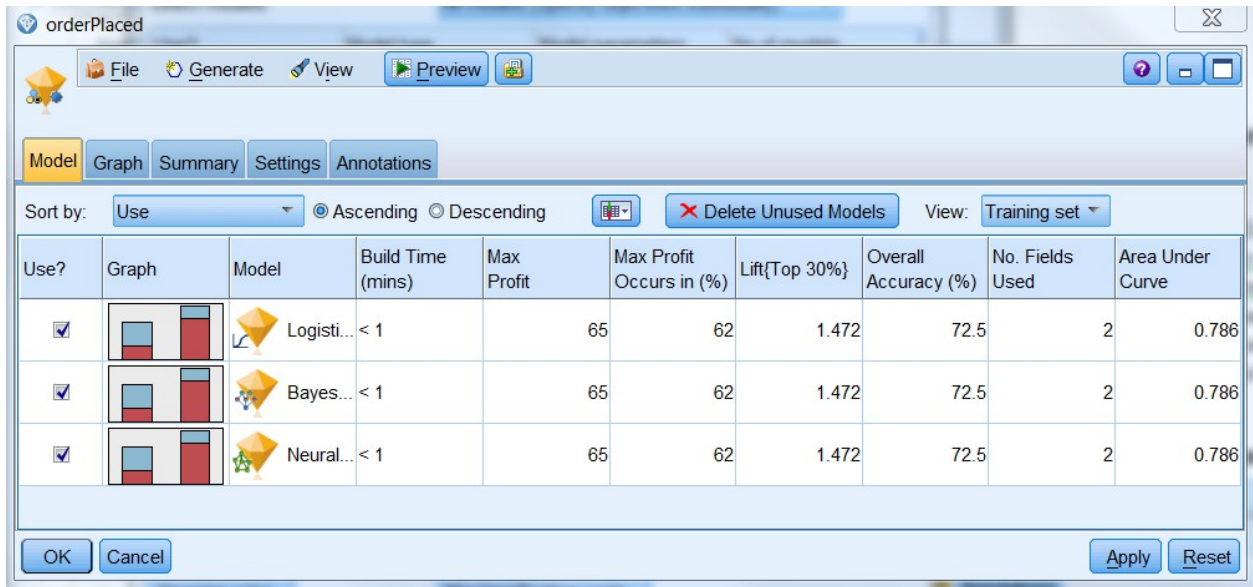 orderPlaced
File Generate View Preview
Model Graph Summary Settings Annotations
Sort by: Use Ascending Descending Delete Unused Models View: Training set
Use? Graph Model Build Time (mins) Max Profit Max Profit Occurs in (%) Lift{Top 30%} Overall Accuracy (%) No. Fields Used Area Under Curve
Logisti... < 1 65 62 1.472 72.5 2 0.786
Bayes... < 1 65 62 1.472 72.5 2 0.786
Neural... < 1 65 62 1.472 72.5 2 0.786
OK Cancel Apply Reset